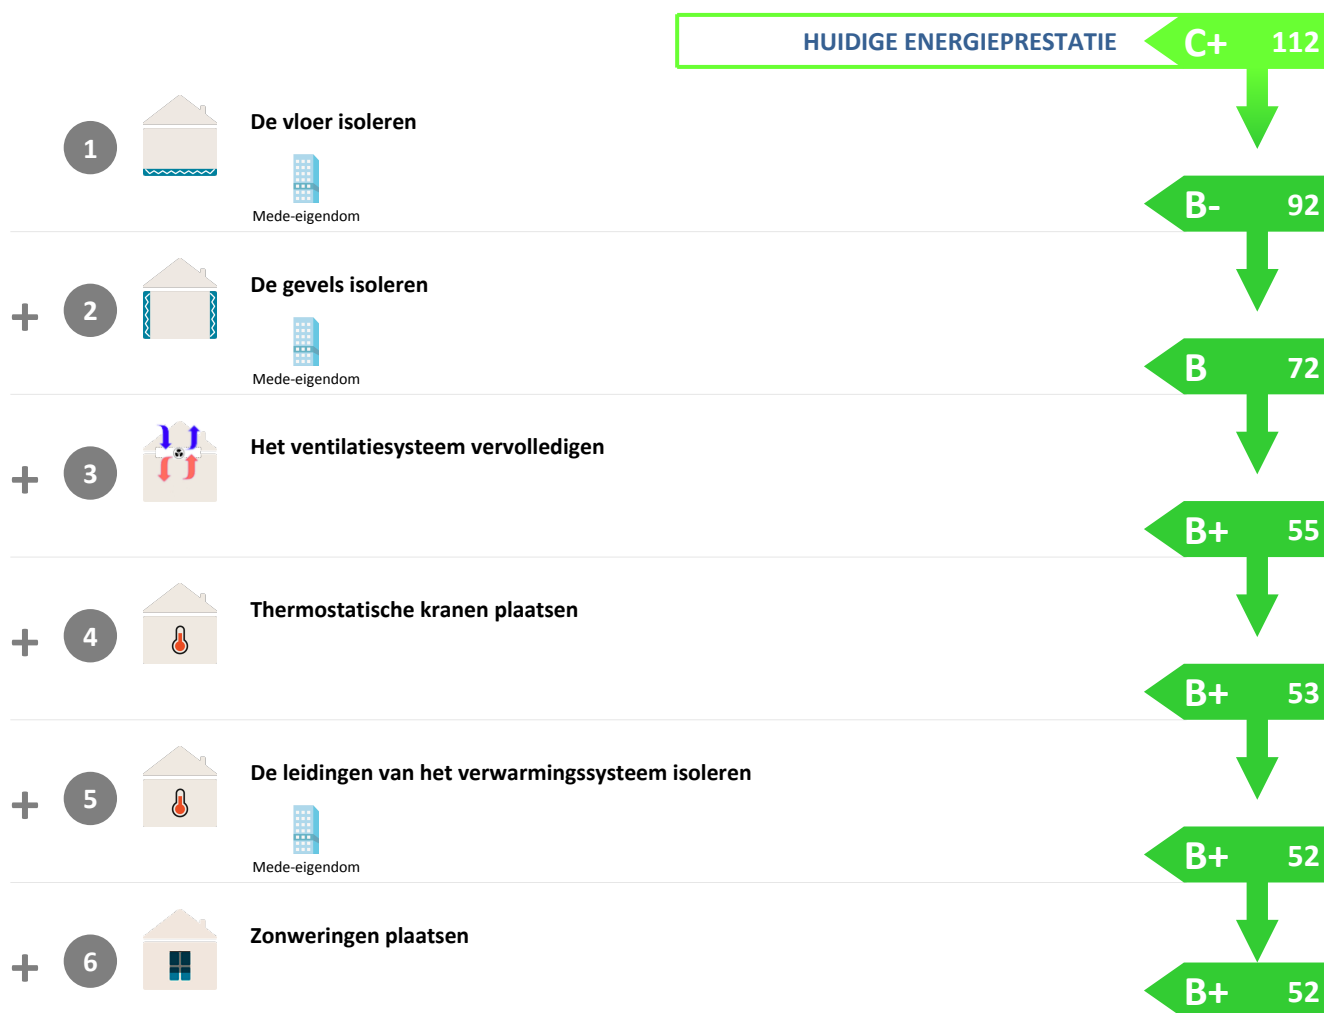 HUIDIGE ENERGIEPRESTATIE C+ 112
1 De vloer isoleren
Mede-eigendom
B- 92
+ 2 De gevels isoleren
Mede-eigendom
B 72
+ 3 Het ventilatiesysteem vervolledigen
B+ 55
+ 4 Thermostatische kranen plaatsen
B+ 53
+ 5 De leidingen van het verwarmingssysteem isoleren
Mede-eigendom
B+ 52
+ 6 Zonweringen plaatsen
B+ 52